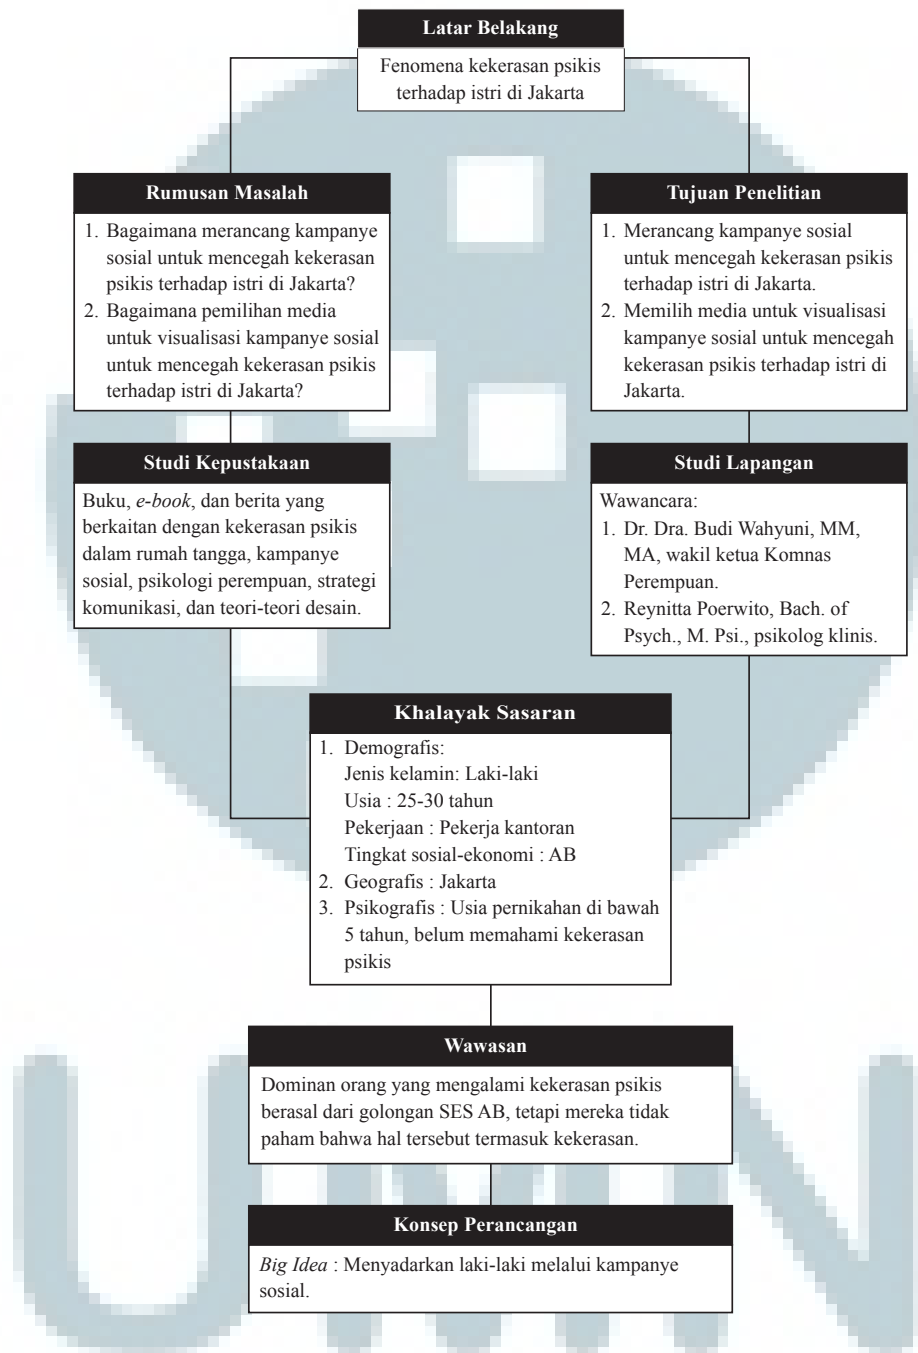 Latar Belakang
Fenomena kekerasan psikis
terhadap istri di Jakarta
Rumusan Masalah
1. Bagaimana merancang kampanye
sosial untuk mencegah kekerasan
psikis terhadap istri di Jakarta?
2. Bagaimana pemilihan media
untuk visualisasi kampanye sosial
untuk mencegah kekerasan psikis
terhadap istri di Jakarta?
Tujuan Penelitian
1. Merancang kampanye sosial
untuk mencegah kekerasan psikis
terhadap istri di Jakarta.
2. Memilih media untuk visualisasi
kampanye sosial untuk mencegah
kekerasan psikis terhadap istri di
Jakarta.
Studi Kepustakaan
Buku, e-book, dan berita yang
berkaitan dengan kekerasan psikis
dalam rumah tangga, kampanye
sosial, psikologi perempuan, strategi
komunikasi, dan teori-teori desain.
Studi Lapangan
Wawancara:
1. Dr. Dra. Budi Wahyuni, MM,
MA, wakil ketua Komnas
Perempuan.
2. Reynitta Poerwito, Bach. of
Psych., M. Psi., psikolog klinis.
Khalayak Sasaran
1. Demografis:
Jenis kelamin: Laki-laki
Usia : 25-30 tahun
Pekerjaan : Pekerja kantoran
Tingkat sosial-ekonomi : AB
2. Geografis : Jakarta
3. Psikografis : Usia pernikahan di bawah
5 tahun, belum memahami kekerasan
psikis
Wawasan
Dominan orang yang mengalami kekerasan psikis
berasal dari golongan SES AB, tetapi mereka tidak
paham bahwa hal tersebut termasuk kekerasan.
Konsep Perancangan
Big Idea : Menyadarkan laki-laki melalui kampanye
sosial.
UMN